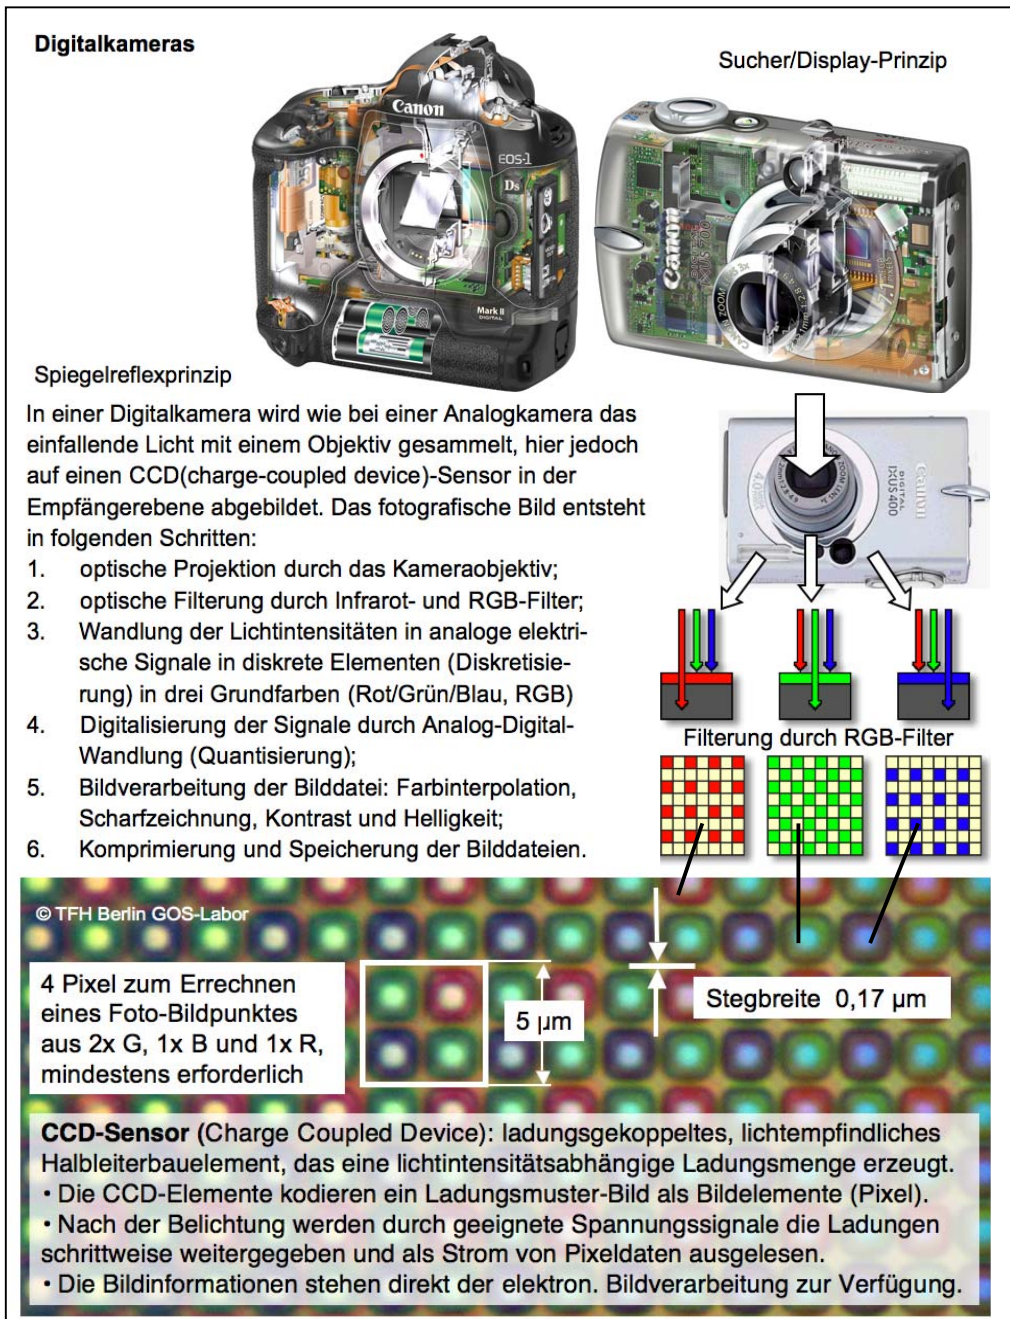 Digitalkameras
Sucher/Display-Prinzip
Canon
EOS-1
Ds
Mark II
DIGITAL
Canon
CANON ZOOM
7.1
Spiegelreflexprinzip
In einer Digitalkamera wird wie bei einer Analogkamera das
einfallende Licht mit einem Objektiv gesammelt, hier jedoch
auf einen CCD(charge-coupled device)-Sensor in der
Empfängerebene abgebildet. Das fotografische Bild entsteht
in folgenden Schritten:
1. optische Projektion durch das Kameraobjektiv;
2. optische Filterung durch Infrarot- und RGB-Filter;
3. Wandlung der Lichtintensitäten in analoge elektri-
sche Signale in diskrete Elementen (Diskretisie-
rung) in drei Grundfarben (Rot/Grün/Blau, RGB)
4. Digitalisierung der Signale durch Analog-Digital-
Wandlung (Quantisierung);
5. Bildverarbeitung der Bilddatei: Farbinterpolation,
Scharfzeichnung, Kontrast und Helligkeit;
6. Komprimierung und Speicherung der Bilddateien.
Canon
DIGITAL
IXUS 400
Filterung durch RGB-Filter
© TFH Berlin GOS-Labor
4 Pixel zum Errechnen
eines Foto-Bildpunktes
aus 2x G, 1x B und 1x R,
mindestens erforderlich
5 µm
Stegbreite 0,17 µm
CCD-Sensor (Charge Coupled Device): ladungsgekoppeltes, lichtempfindliches
Halbleiterbauelement, das eine lichtintensitätsabhängige Ladungsmenge erzeugt.
• Die CCD-Elemente kodieren ein Ladungsmuster-Bild als Bildelemente (Pixel).
• Nach der Belichtung werden durch geeignete Spannungssignale die Ladungen
schrittweise weitergegeben und als Strom von Pixeldaten ausgelesen.
• Die Bildinformationen stehen direkt der elektron. Bildverarbeitung zur Verfügung.